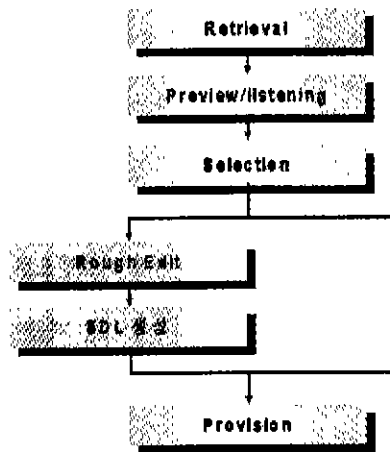 Retrieval
Preview/listening
Selection
Rough Edit
Provision